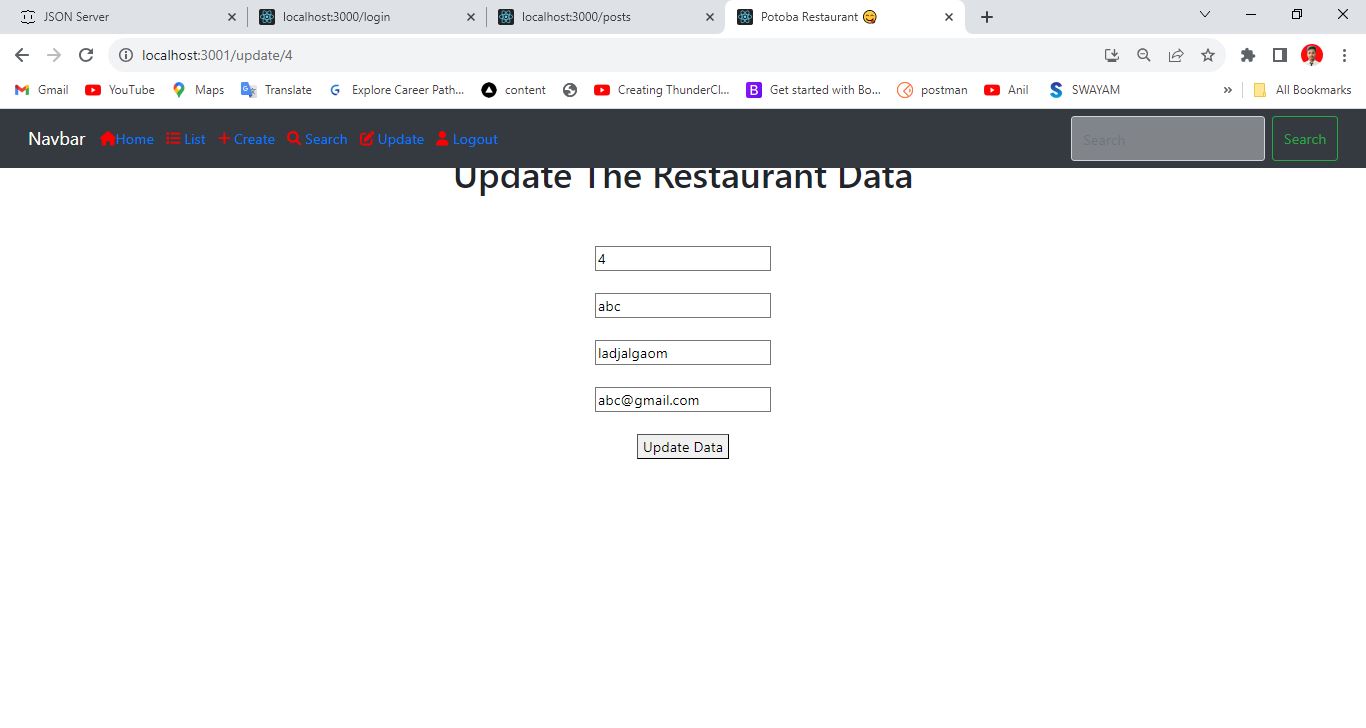 JSON Server
localhost:3000/login
localhost:3000/posts
Potoba Restaurant 😋
localhost:3001/update/4
Gmail YouTube Maps Translate Explore Career Path... content Creating ThunderCl... Get started with Bo... postman Anil SWAYAM » All Bookmarks
Navbar Home List Create Search Update Logout Search Search
Update The Restaurant Data
4
abc
ladjalgaom
abc@gmail.com
Update Data